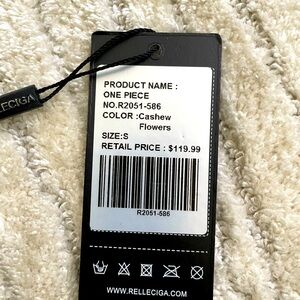 LECIGA
PRODUCT NAME :
ONE PIECE
NO.R2051-586
COLOR :Cashew
Flowers
SIZE:S
RETAIL PRICE : $119.99
R2051-586
WWW.RELLECIGA.COM